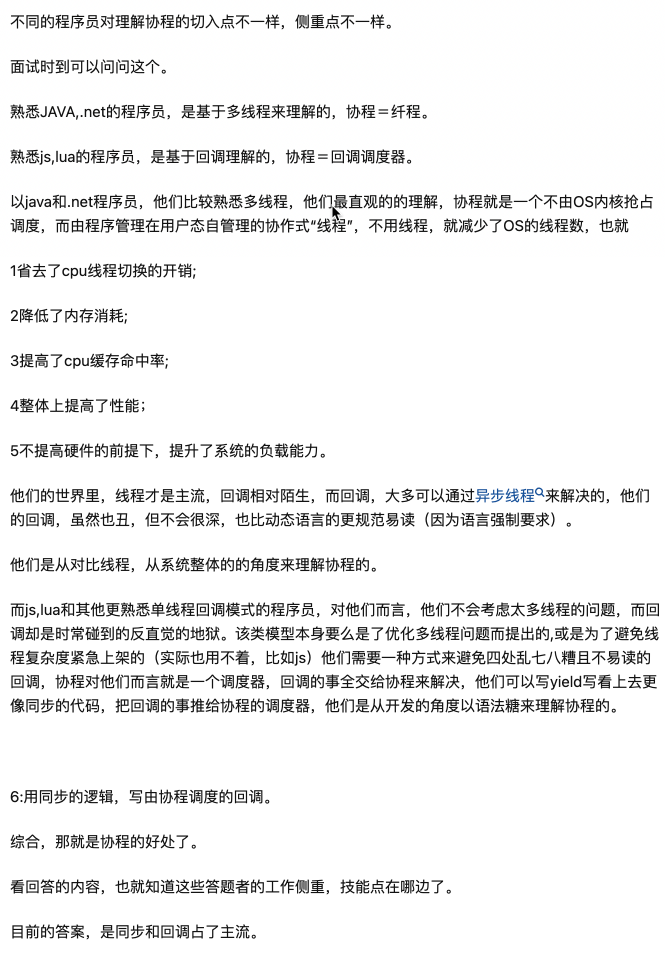 不同的程序员对理解协程的切入点不一样，侧重点不一样。
面试时到可以问问这个。
熟悉JAVA,.net的程序员，是基于多线程来理解的，协程＝纤程。
熟悉js,lua的程序员，是基于回调理解的，协程＝回调调度器。
以java和.net程序员，他们比较熟悉多线程，他们最直观的的理解，协程就是一个不由OS内核抢占
调度，而由程序管理在用户态自管理的协作式“线程”，不用线程，就减少了OS的线程数，也就
1省去了cpu线程切换的开销;
2降低了内存消耗;
3提高了cpu缓存命中率;
4整体上提高了性能；
5不提高硬件的前提下，提升了系统的负载能力。
他们的世界里，线程才是主流，回调相对陌生，而回调，大多可以通过异步线程来解决的，他们
的回调，虽然也丑，但不会很深，也比动态语言的更规范易读（因为语言强制要求）。
他们是从对比线程，从系统整体的的角度来理解协程的。
而js,lua和其他更熟悉单线程回调模式的程序员，对他们而言，他们不会考虑太多线程的问题，而回
调却是时常碰到的反直觉的地狱。该类模型本身要么是了优化多线程问题而提出的,或是为了避免线
程复杂度紧急上架的（实际也用不着，比如js）他们需要一种方式来避免四处乱七八糟且不易读的
回调，协程对他们而言就是一个调度器，回调的事全交给协程来解决，他们可以写yield写看上去更
像同步的代码，把回调的事推给协程的调度器，他们是从开发的角度以语法糖来理解协程的。
6:用同步的逻辑，写由协程调度的回调。
综合，那就是协程的好处了。
看回答的内容，也就知道这些答题者的工作侧重，技能点在哪边了。
目前的答案，是同步和回调占了主流。